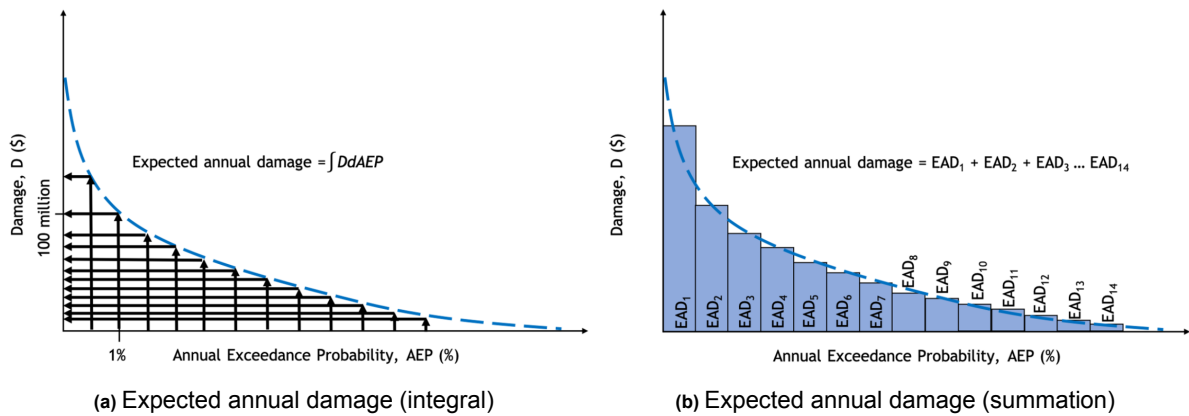 Damage, D ($)
100 million
Expected annual damage = ∫ DdAEP
1%
Annual Exceedance Probability, AEP (%)
(a) Expected annual damage (integral)
Damage, D ($)
Expected annual damage = EAD₁ + EAD₂ + EAD₃ ... EAD₁₄
EAD₁
EAD₂
EAD₃
EAD₄
EAD₅
EAD₆
EAD₇
EAD₈
EAD₉
EAD₁₀
EAD₁₁
EAD₁₂
EAD₁₃
EAD₁₄
Annual Exceedance Probability, AEP (%)
(b) Expected annual damage (summation)